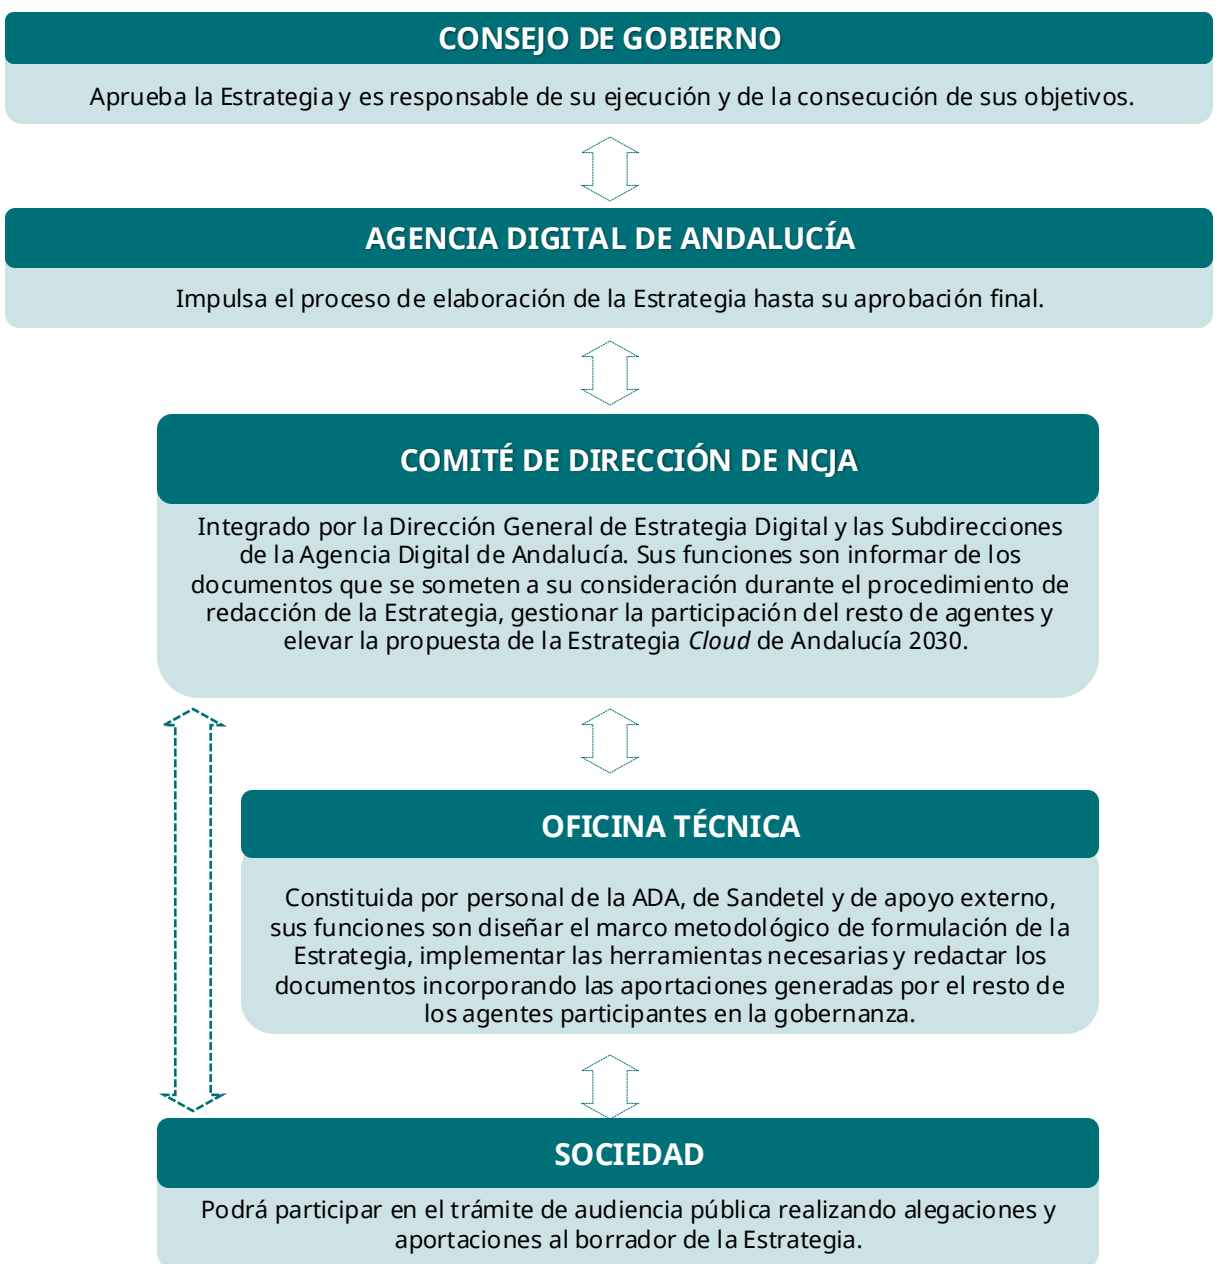 CONSEJO DE GOBIERNO
Aprueba la Estrategia y es responsable de su ejecución y de la consecución de sus objetivos.
AGENCIA DIGITAL DE ANDALUCÍA
Impulsa el proceso de elaboración de la Estrategia hasta su aprobación final.
COMITÉ DE DIRECCIÓN DE NCJA
Integrado por la Dirección General de Estrategia Digital y las Subdirecciones
de la Agencia Digital de Andalucía. Sus funciones son informar de los
documentos que se someten a su consideración durante el procedimiento de
redacción de la Estrategia, gestionar la participación del resto de agentes y
elevar la propuesta de la Estrategia Cloud de Andalucía 2030.
OFICINA TÉCNICA
Constituida por personal de la ADA, de Sandetel y de apoyo externo,
sus funciones son diseñar el marco metodológico de formulación de la
Estrategia, implementar las herramientas necesarias y redactar los
documentos incorporando las aportaciones generadas por el resto de
los agentes participantes en la gobernanza.
SOCIEDAD
Podrá participar en el trámite de audiencia pública realizando alegaciones y
aportaciones al borrador de la Estrategia.